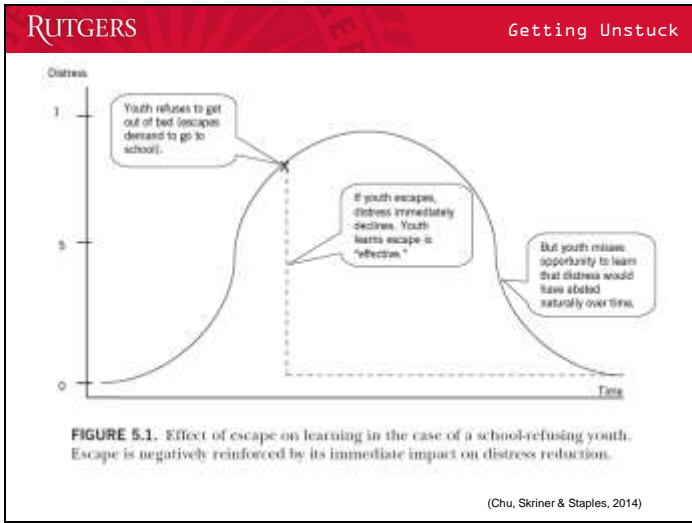 RUTGERS
Getting Unstuck
Distress
Youth refuses to get
out of bed (escapes
demand to go to
school).
If youth escapes,
distress immediately
declines. Youth
learns escape is
"effective."
But youth misses
opportunity to learn
that distress would
have abated
naturally over time.
5
0
Time
FIGURE 5.1. Effect of escape on learning in the case of a school-refusing youth.
Escape is negatively reinforced by its immediate impact on distress reduction.
(Chu, Skriner & Staples, 2014)